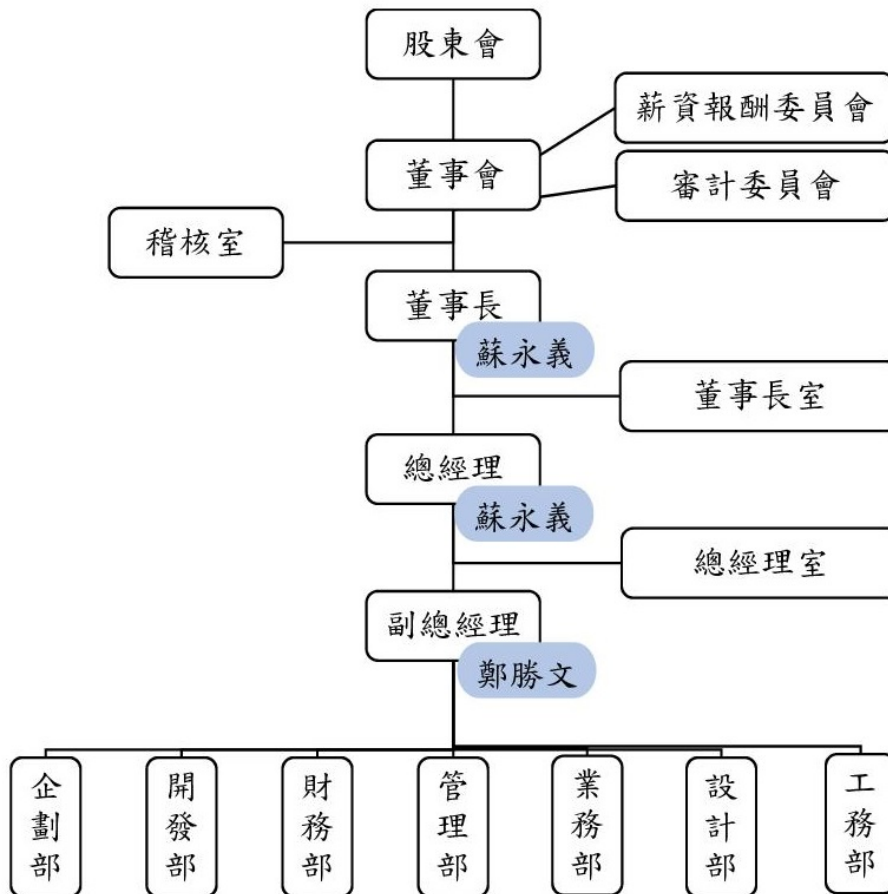 股東會
薪資報酬委員會
董事會
審計委員會
稽核室
董事長
蘇永義
董事長室
總經理
蘇永義
總經理室
副總經理
鄭勝文
企劃部
開發部
財務部
管理部
業務部
設計部
工務部